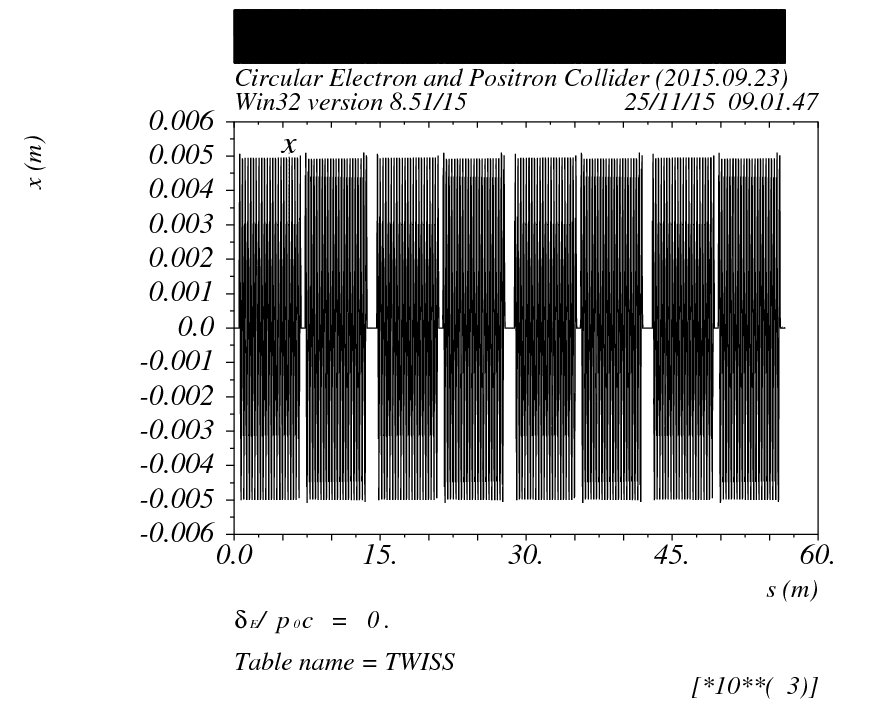 Circular Electron and Positron Collider (2015.09.23)
Win32 version 8.51/15 25/11/15 09.01.47
x (m)
x
0.006
0.005
0.004
0.003
0.002
0.001
0.0
-0.001
-0.002
-0.003
-0.004
-0.005
-0.006
0.0 15. 30. 45. 60.
s (m)
δE/ p0c = 0.
Table name = TWISS
[*10**( 3)]